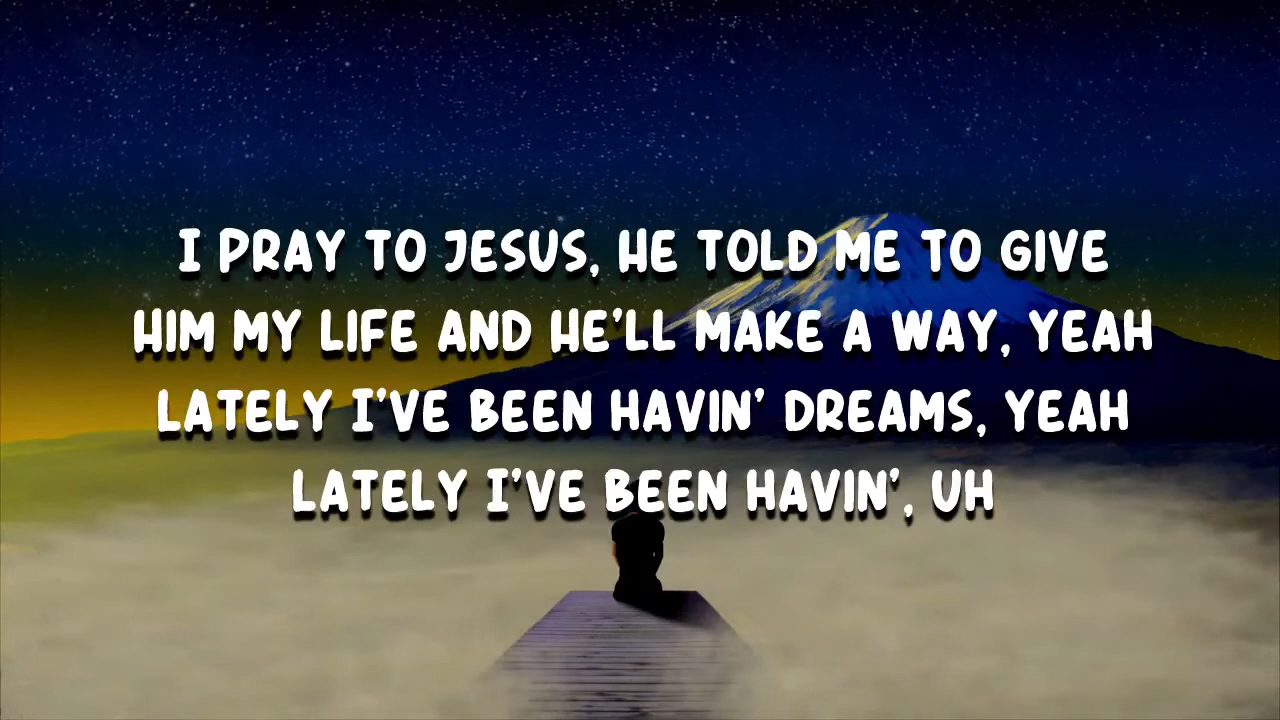 I PRAY TO JESUS, HE TOLD ME TO GIVE
HIM MY LIFE AND HE'LL MAKE A WAY, YEAH
LATELY I'VE BEEN HAVIN' DREAMS, YEAH
LATELY I'VE BEEN HAVIN', UH